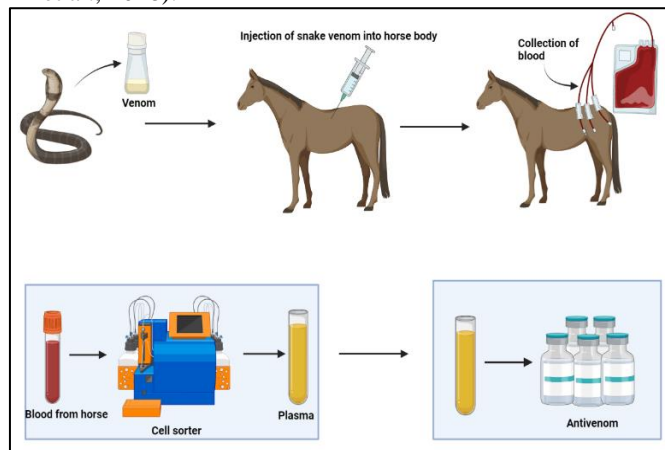 Injection of snake venom into horse body
Collection of
blood
Venom
Blood from horse
Cell sorter
Plasma
Antivenom